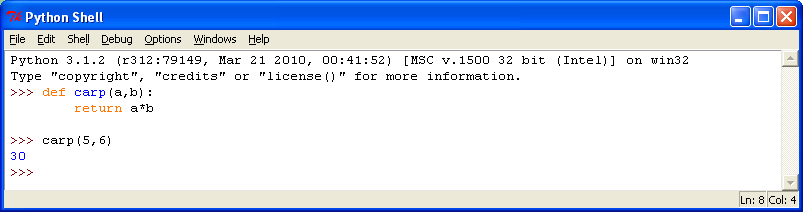 Python Shell
File Edit Shell Debug Options Windows Help
Python 3.1.2 (r312:79149, Mar 21 2010, 00:41:52) [MSC v.1500 32 bit (Intel)] on win32
Type "copyright", "credits" or "license()" for more information.
>>> def carp(a,b):
        return a*b
>>> carp(5,6)
30
>>>
Ln: 8 Col: 4